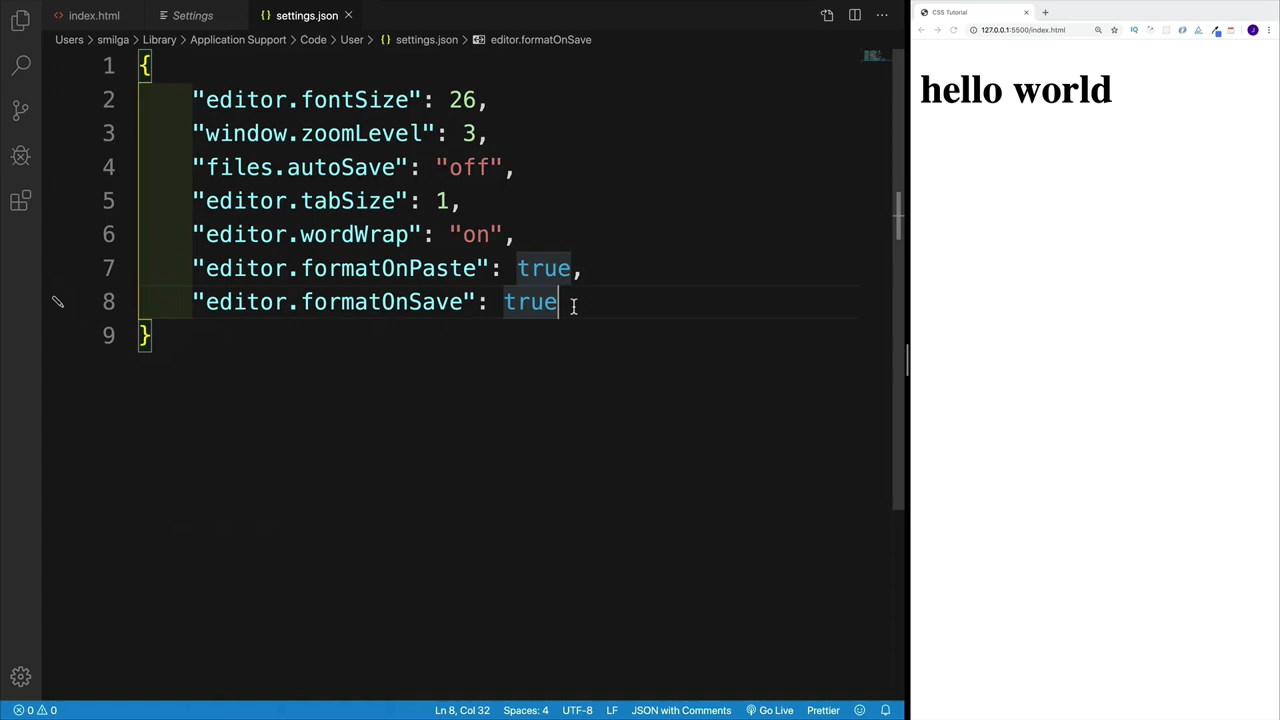 index.html
Settings
settings.json
Users > smilga > Library > Application Support > Code > User > {} settings.json > editor.formatOnSave
1 {
2 "editor.fontSize": 26,
3 "window.zoomLevel": 3,
4 "files.autoSave": "off",
5 "editor.tabSize": 1,
6 "editor.wordWrap": "on",
7 "editor.formatOnPaste": true,
8 "editor.formatOnSave": true
9 }
0 0
Ln 8, Col 32
Spaces: 4
UTF-8
LF
JSON with Comments
Go Live
Prettier
CSS Tutorial
127.0.0.1:5500/index.html
hello world